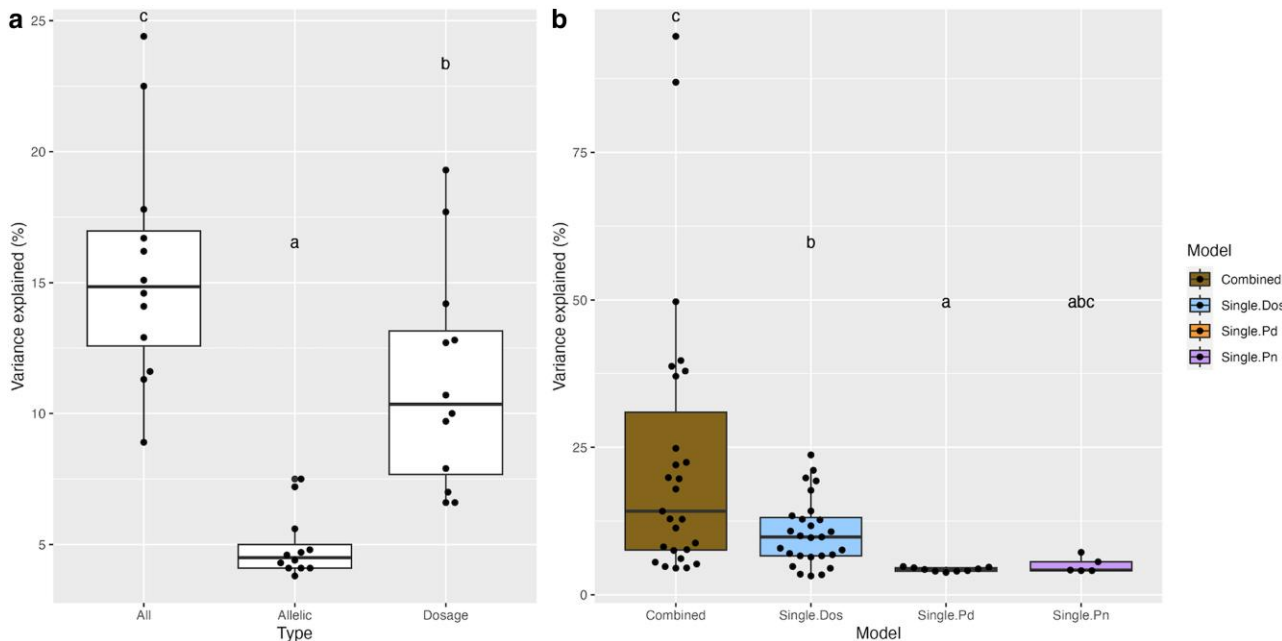 a
b
25
20
15
10
5
Variance explained (%)
c
a
b
All
Allelic
Dosage
Type
75
50
25
0
Variance explained (%)
c
b
a
abc
Combined
Single.Dos
Single.Pd
Single.Pn
Model
Model
Combined
Single.Dos
Single.Pd
Single.Pn